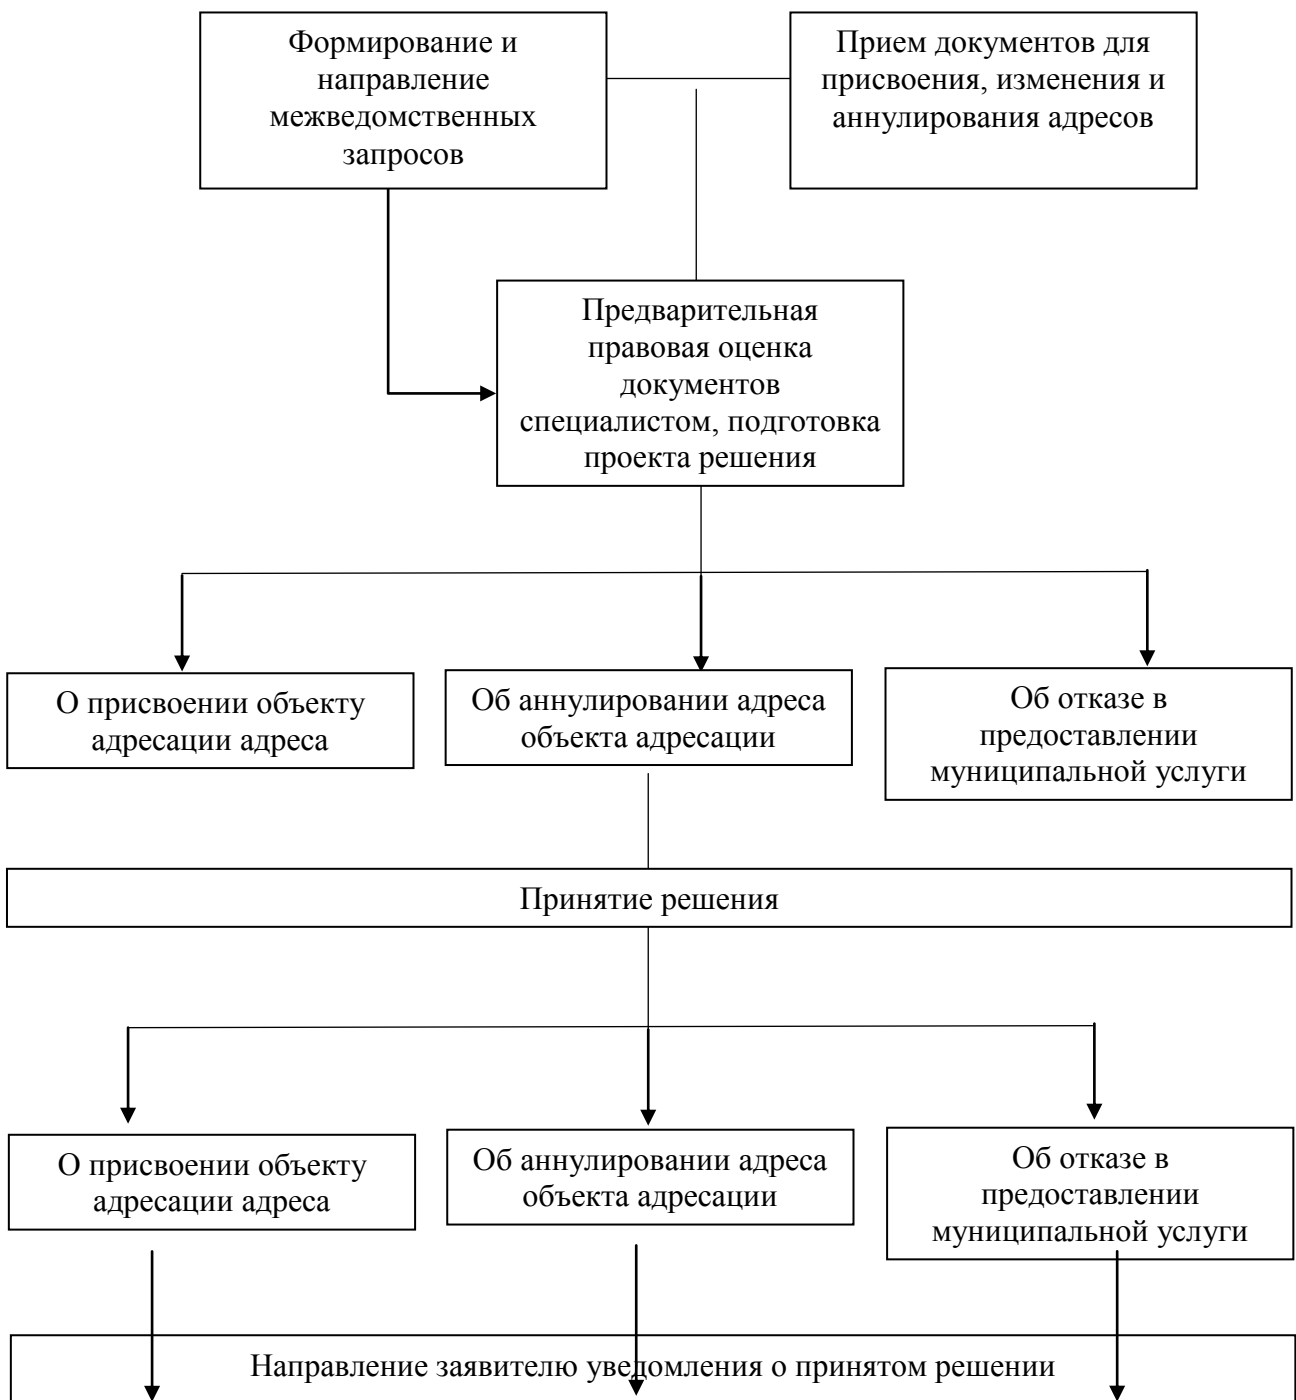 Формирование и
направление
межведомственных
запросов
Прием документов для
присвоения, изменения и
аннулирования адресов
Предварительная
правовая оценка
документов
специалистом, подготовка
проекта решения
О присвоении объекту
адресации адреса
Об аннулировании адреса
объекта адресации
Об отказе в
предоставлении
муниципальной услуги
Принятие решения
О присвоении объекту
адресации адреса
Об аннулировании адреса
объекта адресации
Об отказе в
предоставлении
муниципальной услуги
Направление заявителю уведомления о принятом решении